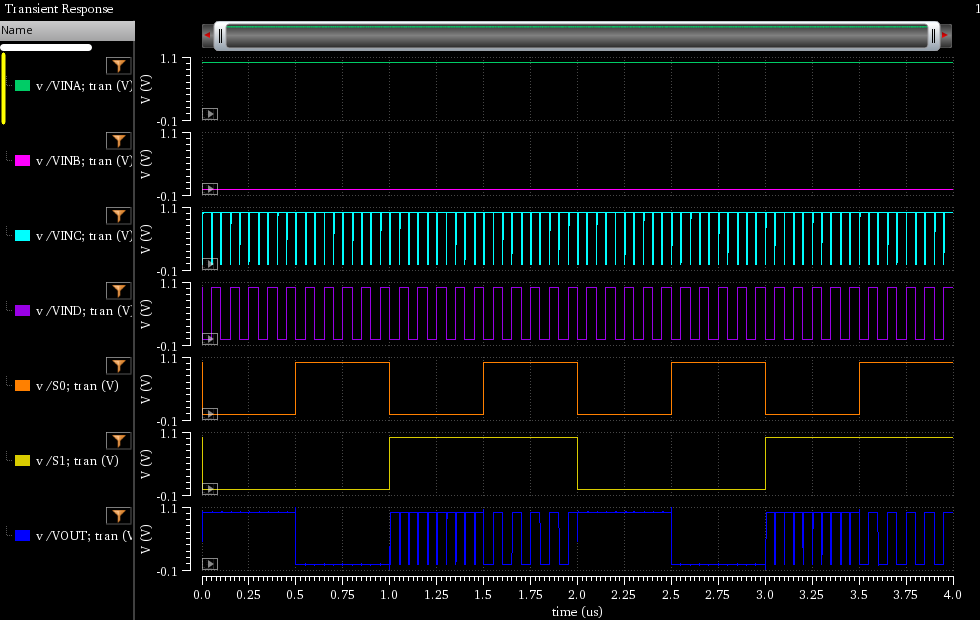 Transient Response
1
Name
v /VINA; tran (V)
1.1
V (V)
-0.1
v /VINB; tran (V)
1.1
V (V)
-0.1
v /VINC; tran (V)
1.1
V (V)
-0.1
v /VIND; tran (V)
1.1
V (V)
-0.1
v /S0; tran (V)
1.1
V (V)
-0.1
v /S1; tran (V)
1.1
V (V)
-0.1
v /VOUT; tran (V
1.1
V (V)
-0.1
0.0 0.25 0.5 0.75 1.0 1.25 1.5 1.75 2.0 2.25 2.5 2.75 3.0 3.25 3.5 3.75 4.0
time (us)